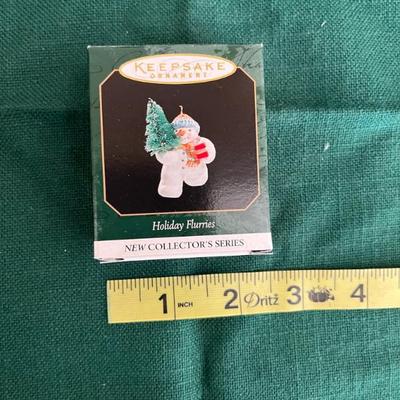 KEEPSAKE
ORNAMENT
Holiday Flurries
NEW COLLECTOR'S SERIES
1 INCH 2 Dritz 3 4